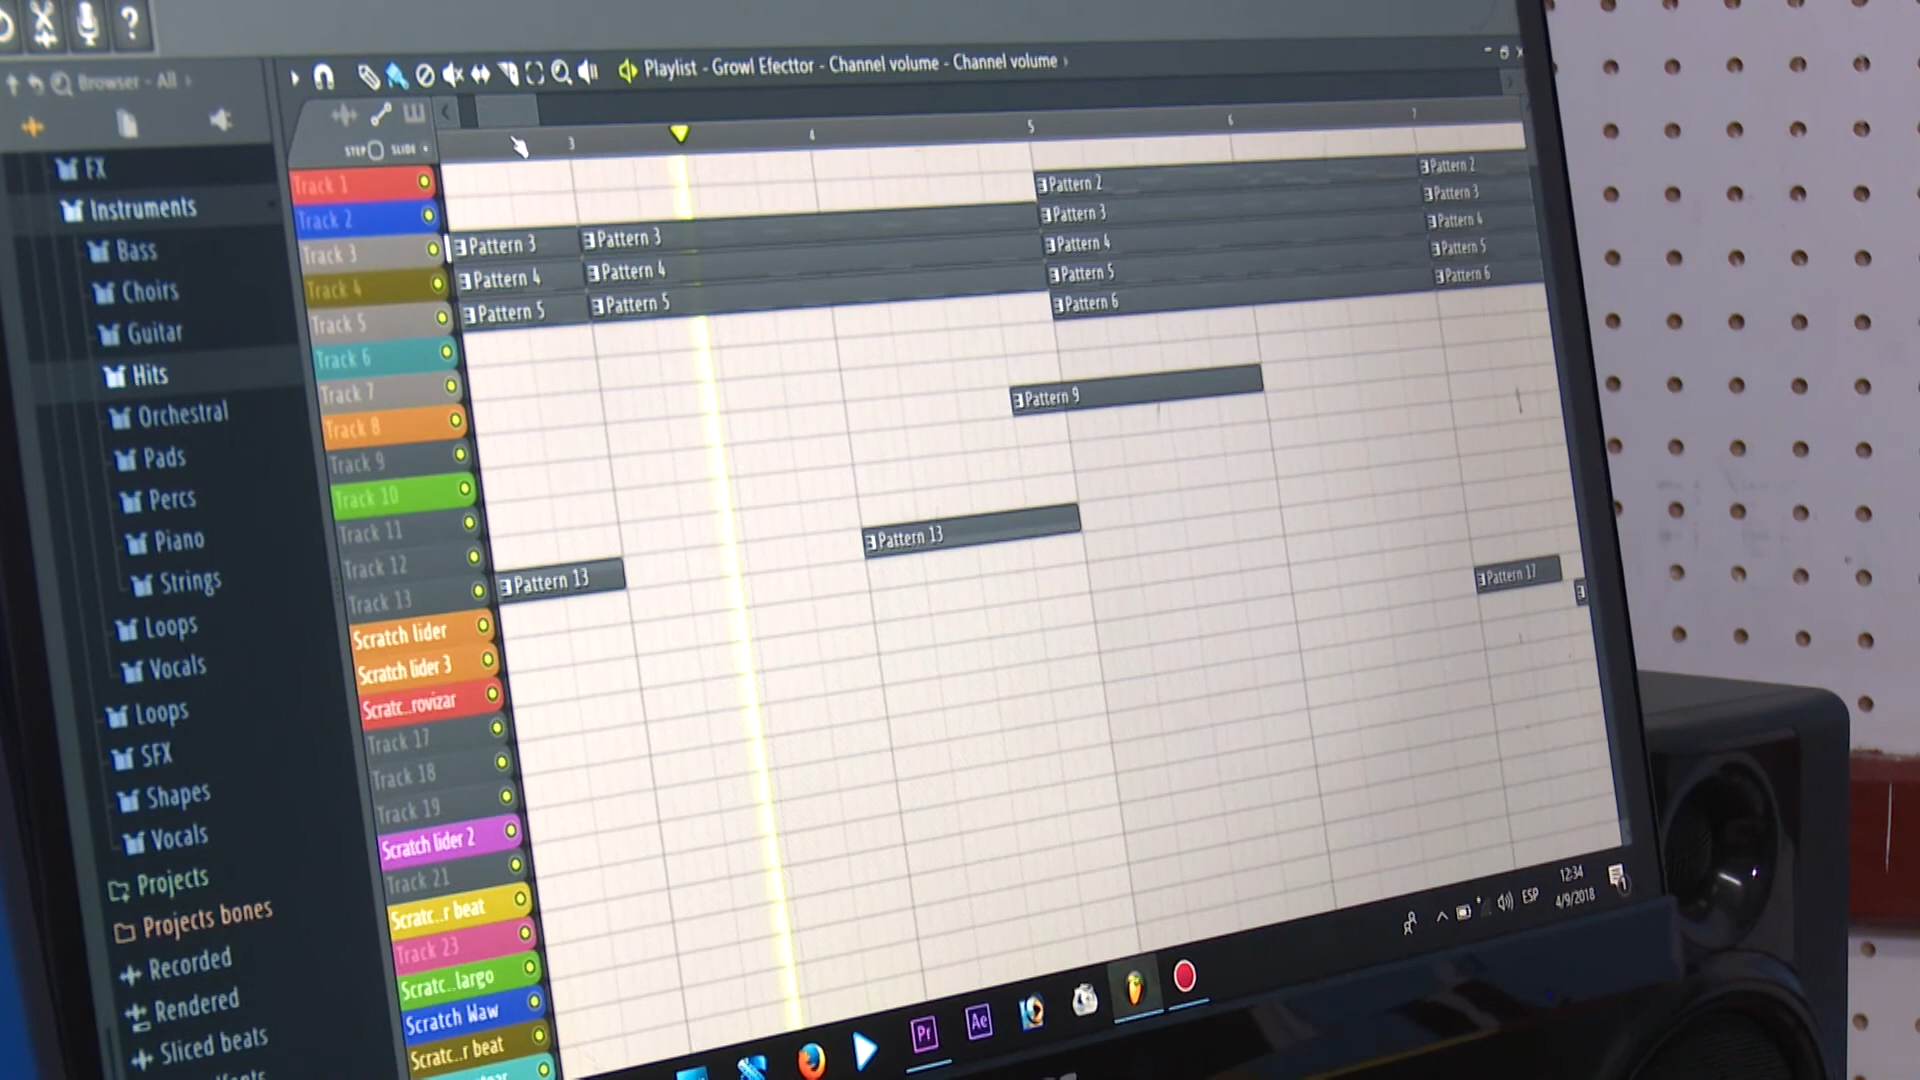 ?
Browser - All
Playlist - Growl Efecttor - Channel volume - Channel volume
STEP SLIDE
3 4 5 6 7
FX
Instruments
Bass
Choirs
Guitar
Hits
Orchestral
Pads
Percs
Piano
Strings
Loops
Vocals
Loops
SFX
Shapes
Vocals
Projects
Projects bones
Recorded
Rendered
Sliced beats
Track 1
Track 2
Track 3
Track 4
Track 5
Track 6
Track 7
Track 8
Track 9
Track 10
Track 11
Track 12
Track 13
Scratch lider
Scratch lider 3
Scratc..rovizar
Track 17
Track 18
Track 19
Scratch lider 2
Track 21
Scratc..r beat
Track 23
Scratc..largo
Scratch Waw
Scratc..r beat
Pattern 2 Pattern 2
Pattern 3 Pattern 3 Pattern 3 Pattern 3
Pattern 4 Pattern 4 Pattern 4 Pattern 4
Pattern 5 Pattern 5 Pattern 5 Pattern 5
Pattern 6 Pattern 6
Pattern 9
Pattern 13 Pattern 13
Pattern 17
ESP
12:34
4/9/2018
1
Pr
Ae